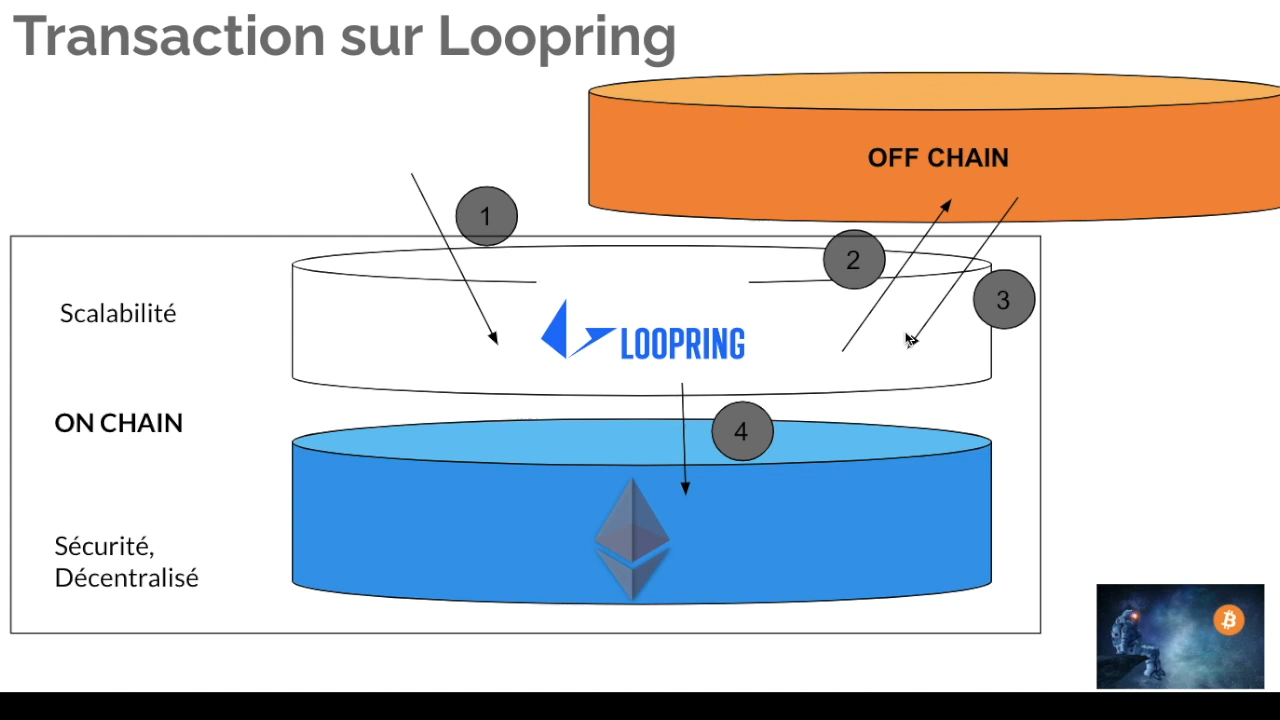 Transaction sur Loopring
OFF CHAIN
1
2
3
Scalabilité
LOOPRING
ON CHAIN
4
Sécurité,
Décentralisé